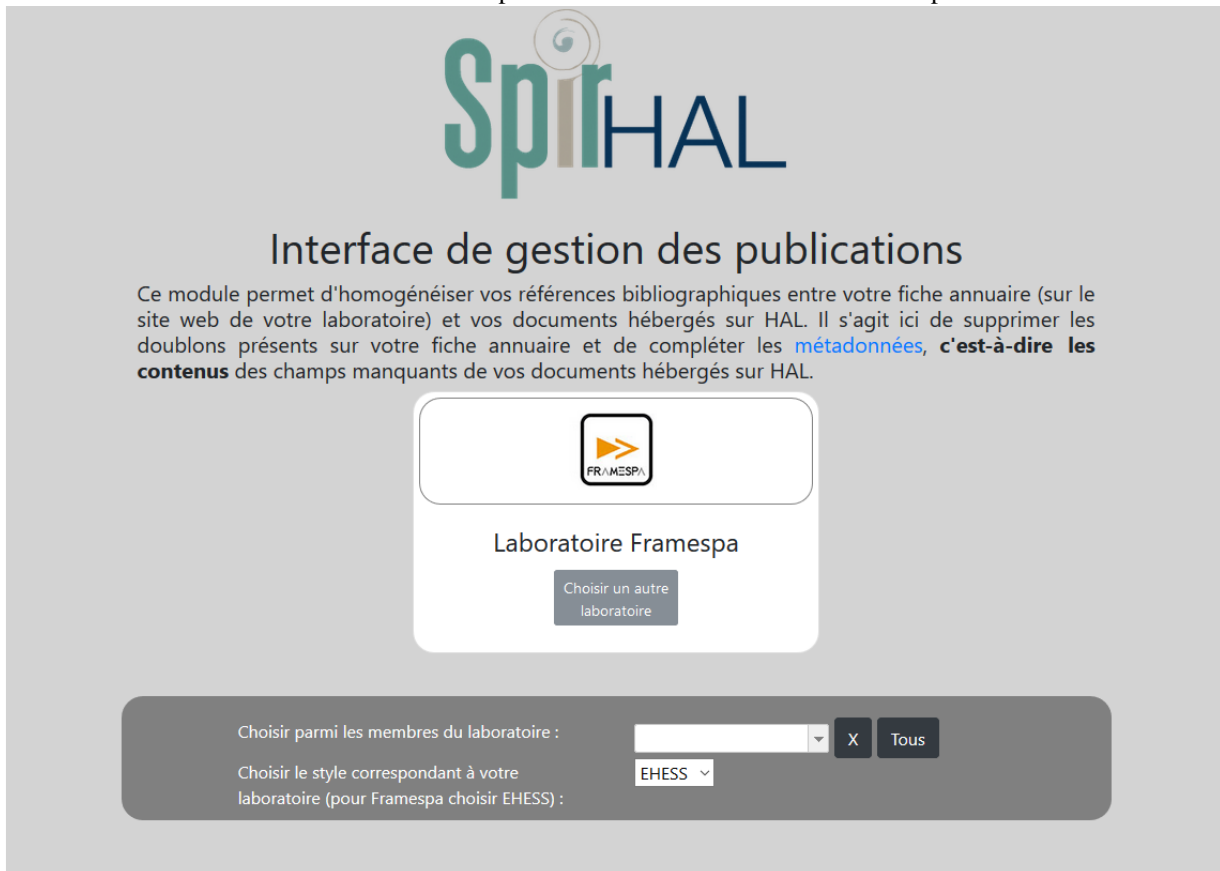 SpirHAL
Interface de gestion des publications
Ce module permet d'homogénéiser vos références bibliographiques entre votre fiche annuaire (sur le
site web de votre laboratoire) et vos documents hébergés sur HAL. Il s'agit ici de supprimer les
doublons présents sur votre fiche annuaire et de compléter les métadonnées, c'est-à-dire les
contenus des champs manquants de vos documents hébergés sur HAL.
FRAMESPA
Laboratoire Framespa
Choisir un autre
laboratoire
Choisir parmi les membres du laboratoire :
X Tous
Choisir le style correspondant à votre
laboratoire (pour Framespa choisir EHESS) :
EHESS